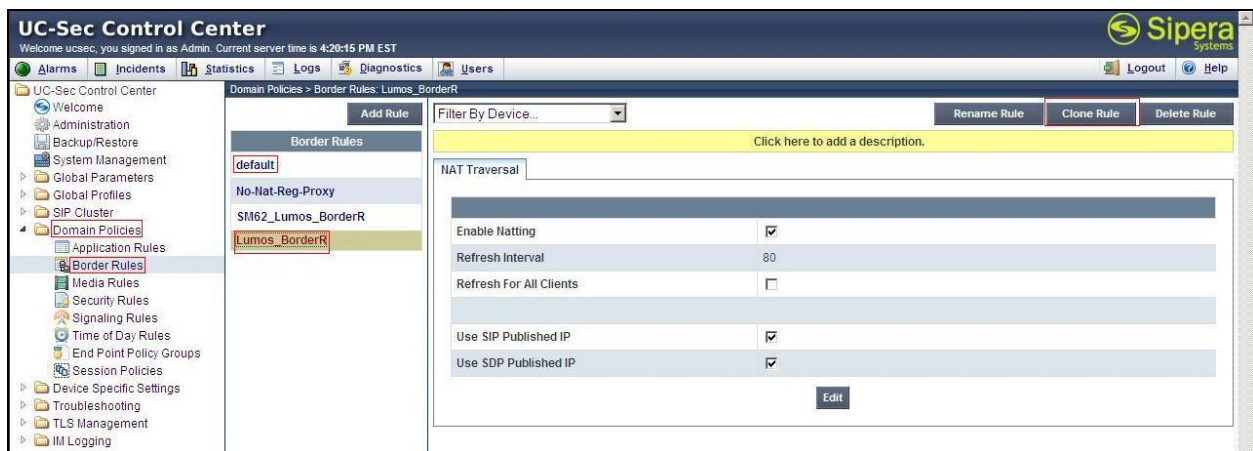 UC-Sec Control Center
Welcome ucsec, you signed in as Admin. Current server time is 4:20:15 PM EST
Sipera
Systems
Alarms Incidents Statistics Logs Diagnostics Users Logout Help
UC-Sec Control Center
Welcome
Administration
Backup/Restore
System Management
Global Parameters
Global Profiles
SIP Cluster
Domain Policies
Application Rules
Border Rules
Media Rules
Security Rules
Signaling Rules
Time of Day Rules
End Point Policy Groups
Session Policies
Device Specific Settings
Troubleshooting
TLS Management
IM Logging
Domain Policies > Border Rules: Lumos_BorderR
Add Rule
Border Rules
default
No-Nat-Reg-Proxy
SM62_Lumos_BorderR
Lumos_BorderR
Filter By Device...
Rename Rule Clone Rule Delete Rule
Click here to add a description.
NAT Traversal
Enable Natting
Refresh Interval 80
Refresh For All Clients
Use SIP Published IP
Use SDP Published IP
Edit